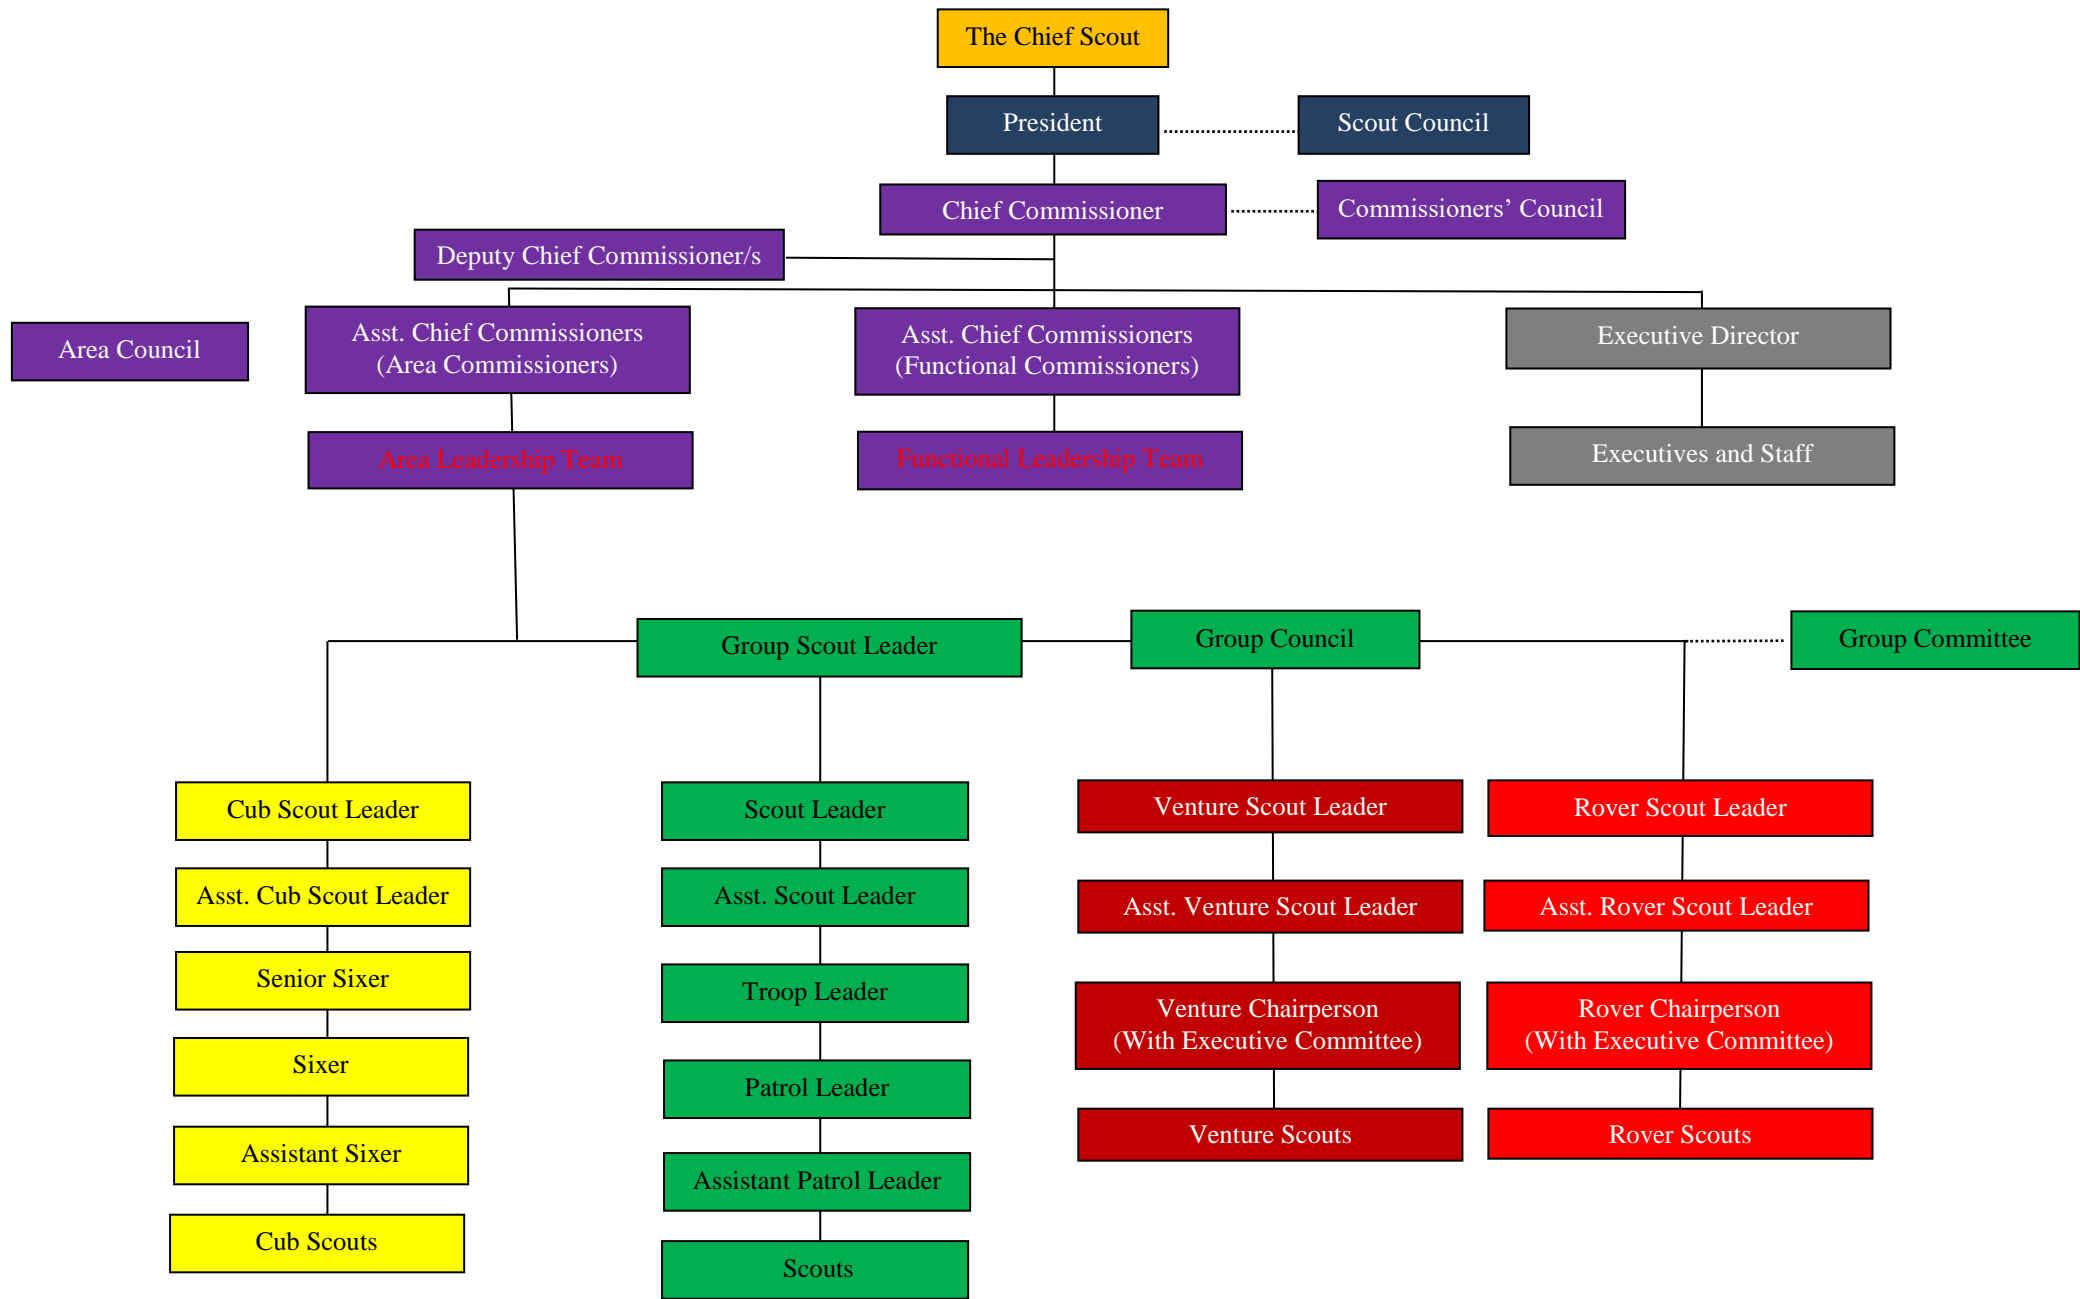 The Chief Scout
President
Scout Council
Chief Commissioner
Commissioners’ Council
Deputy Chief Commissioner/s
Area Council
Asst. Chief Commissioners
(Area Commissioners)
Asst. Chief Commissioners
(Functional Commissioners)
Executive Director
Area Leadership Team
Functional Leadership Team
Executives and Staff
Group Scout Leader
Group Council
Group Committee
Cub Scout Leader
Scout Leader
Venture Scout Leader
Rover Scout Leader
Asst. Cub Scout Leader
Asst. Scout Leader
Asst. Venture Scout Leader
Asst. Rover Scout Leader
Senior Sixer
Troop Leader
Venture Chairperson
(With Executive Committee)
Rover Chairperson
(With Executive Committee)
Sixer
Patrol Leader
Venture Scouts
Rover Scouts
Assistant Sixer
Assistant Patrol Leader
Cub Scouts
Scouts